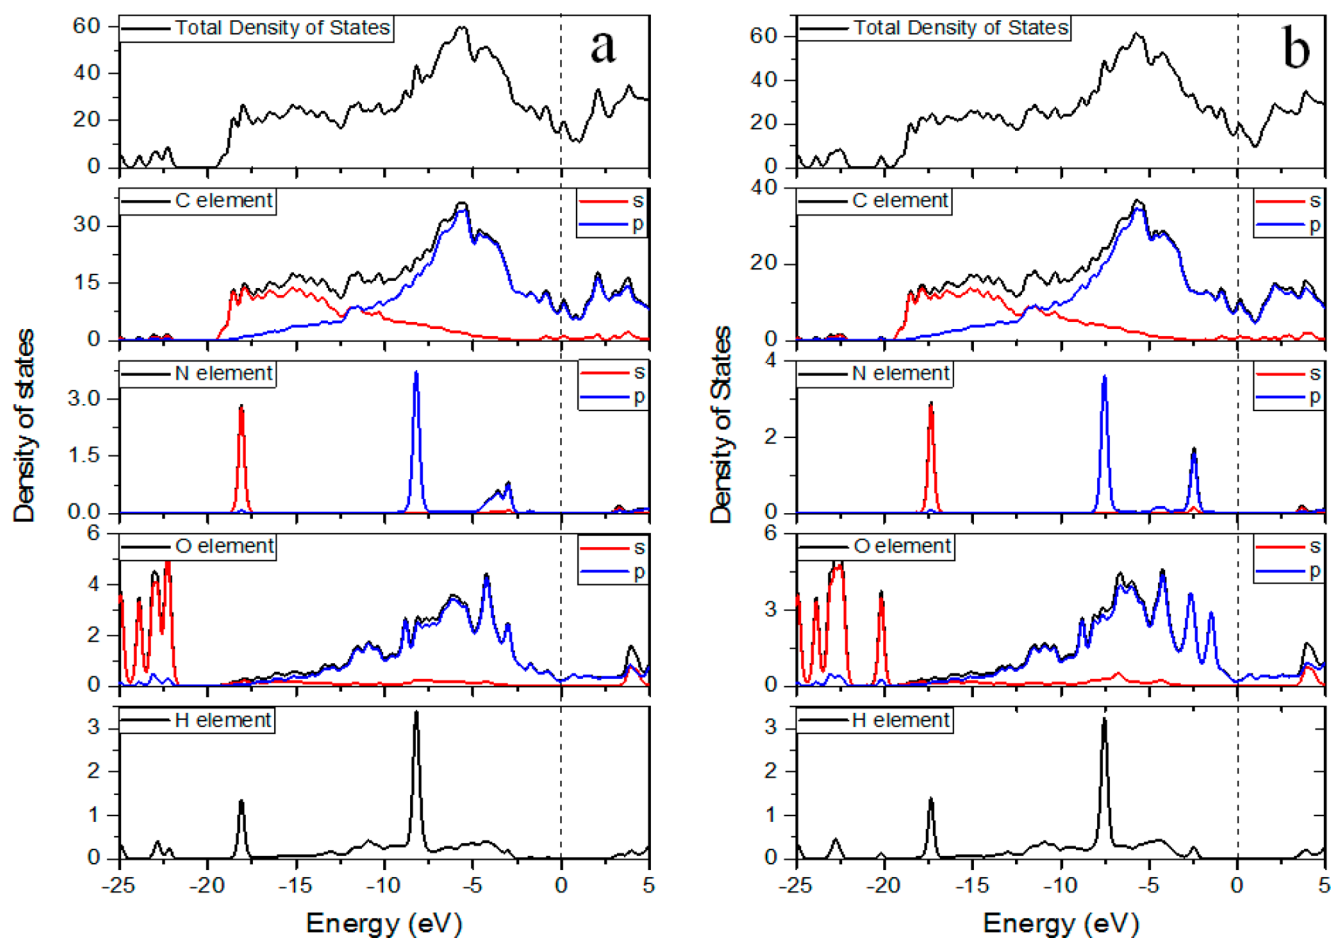 a
Total Density of States
60
40
20
0
C element
s
p
30
15
0
N element
s
p
3.0
1.5
0.0
O element
s
p
6
4
2
0
H element
3
2
1
0
-25 -20 -15 -10 -5 0 5
Energy (eV)
Density of states
b
Total Density of States
60
40
20
0
C element
s
p
40
20
0
N element
s
p
4
2
0
O element
s
p
6
3
0
H element
3
2
1
0
-25 -20 -15 -10 -5 0 5
Energy (eV)
Density of States